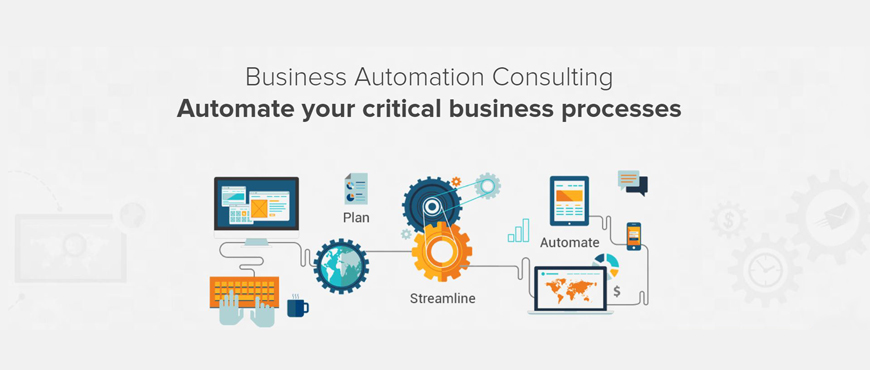 Business Automation Consulting
Automate your critical business processes
Plan
Automate
Streamline
$
$